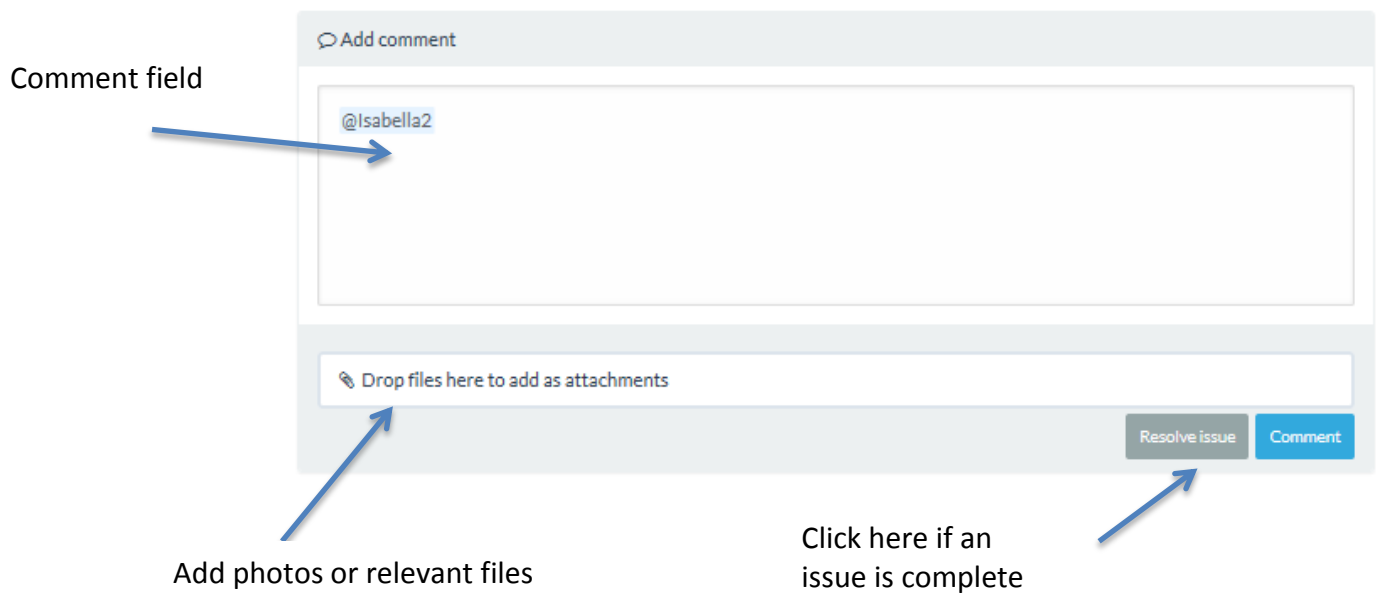 Add comment
Comment field
@Isabella2
Drop files here to add as attachments
Resolve issue
Comment
Click here if an
issue is complete
Add photos or relevant files